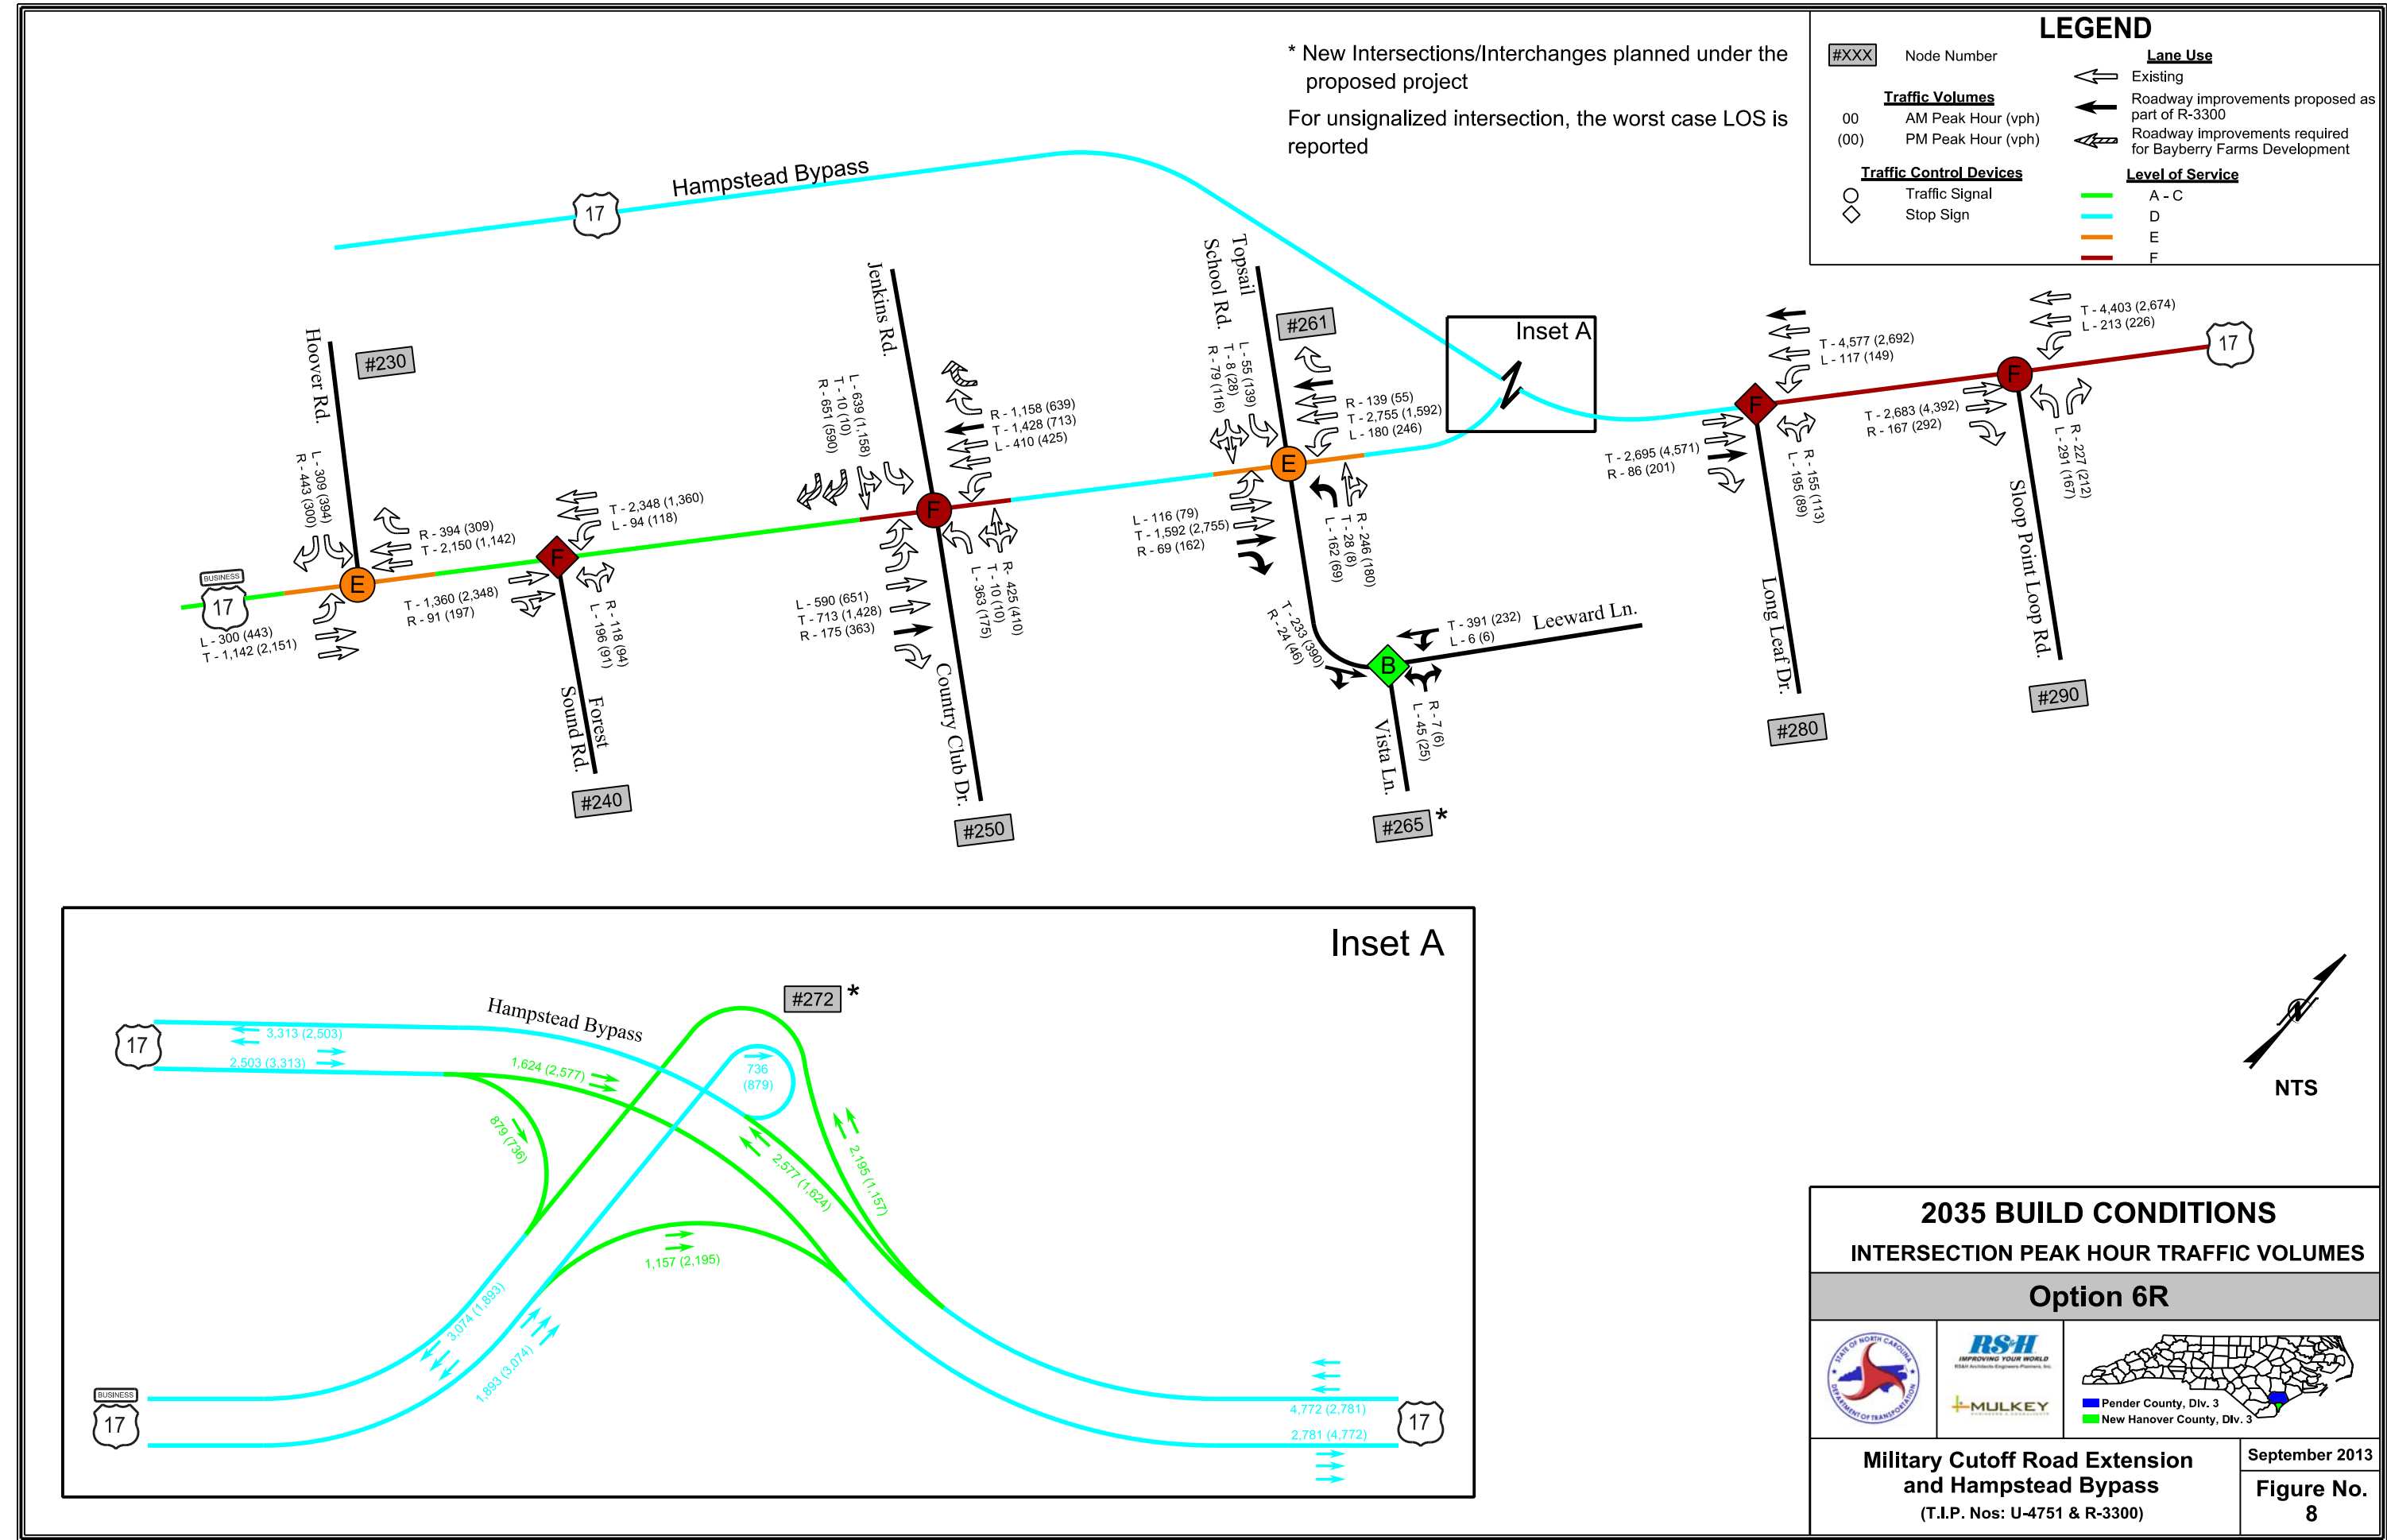 * New Intersections/Interchanges planned under the
proposed project
For unsignalized intersection, the worst case LOS is
reported
LEGEND
#XXX
Node Number
Traffic Volumes
00
AM Peak Hour (vph)
(00)
PM Peak Hour (vph)
Traffic Control Devices
Traffic Signal
Stop Sign
Lane Use
Existing
Roadway improvements proposed as
part of R-3300
Roadway improvements required
for Bayberry Farms Development
Level of Service
A - C
D
E
F
Hampstead Bypass
17
Hoover Rd.
#230
L - 309 (394)
R - 443 (300)
R - 394 (309)
T - 2,150 (1,142)
E
BUSINESS
17
L - 300 (443)
T - 1,142 (2,151)
T - 2,348 (1,360)
L - 94 (118)
F
T - 1,360 (2,348)
R - 91 (197)
R - 118 (94)
L - 196 (91)
Forest
Sound Rd.
#240
Jenkins Rd.
L - 639 (1,158)
T - 10 (10)
R - 651 (590)
R - 1,158 (639)
T - 1,428 (713)
L - 410 (425)
F
L - 590 (651)
T - 713 (1,428)
R - 175 (363)
R- 425 (410)
T - 10 (10)
L - 363 (175)
Country Club Dr.
#250
Topsail
School Rd.
#261
L - 55 (139)
T - 8 (28)
R - 79 (116)
R - 139 (55)
T - 2,755 (1,592)
L - 180 (246)
E
L - 116 (79)
T - 1,592 (2,755)
R - 69 (162)
R - 246 (180)
T - 28 (8)
L - 162 (69)
T - 233 (390)
R - 24 (46)
T - 391 (232)
L - 6 (6)
Leeward Ln.
B
R - 7 (6)
L - 45 (25)
Vista Ln.
#265 *
Inset A
T - 4,577 (2,692)
L - 117 (149)
F
T - 2,695 (4,571)
R - 86 (201)
R - 155 (113)
L - 195 (89)
Long Leaf Dr.
#280
T - 4,403 (2,674)
L - 213 (226)
17
F
T - 2,683 (4,392)
R - 167 (292)
R - 227 (212)
L - 291 (167)
Sloop Point Loop Rd.
#290
Inset A
#272 *
Hampstead Bypass
17
3,313 (2,503)
2,503 (3,313)
1,624 (2,577)
736
(879)
879 (736)
2,577 (1,624)
2,195 (1,157)
1,157 (2,195)
3,074 (1,893)
1,893 (3,074)
BUSINESS
17
4,772 (2,781)
2,781 (4,772)
17
N
NTS
2035 BUILD CONDITIONS
INTERSECTION PEAK HOUR TRAFFIC VOLUMES
Option 6R
STATE OF NORTH CAROLINA
DEPARTMENT OF TRANSPORTATION
RS&H
IMPROVING YOUR WORLD
RS&H Architects-Engineers-Planners, Inc.
MULKEY
Pender County, Div. 3
New Hanover County, Div. 3
Military Cutoff Road Extension
and Hampstead Bypass
(T.I.P. Nos: U-4751 & R-3300)
September 2013
Figure No.
8